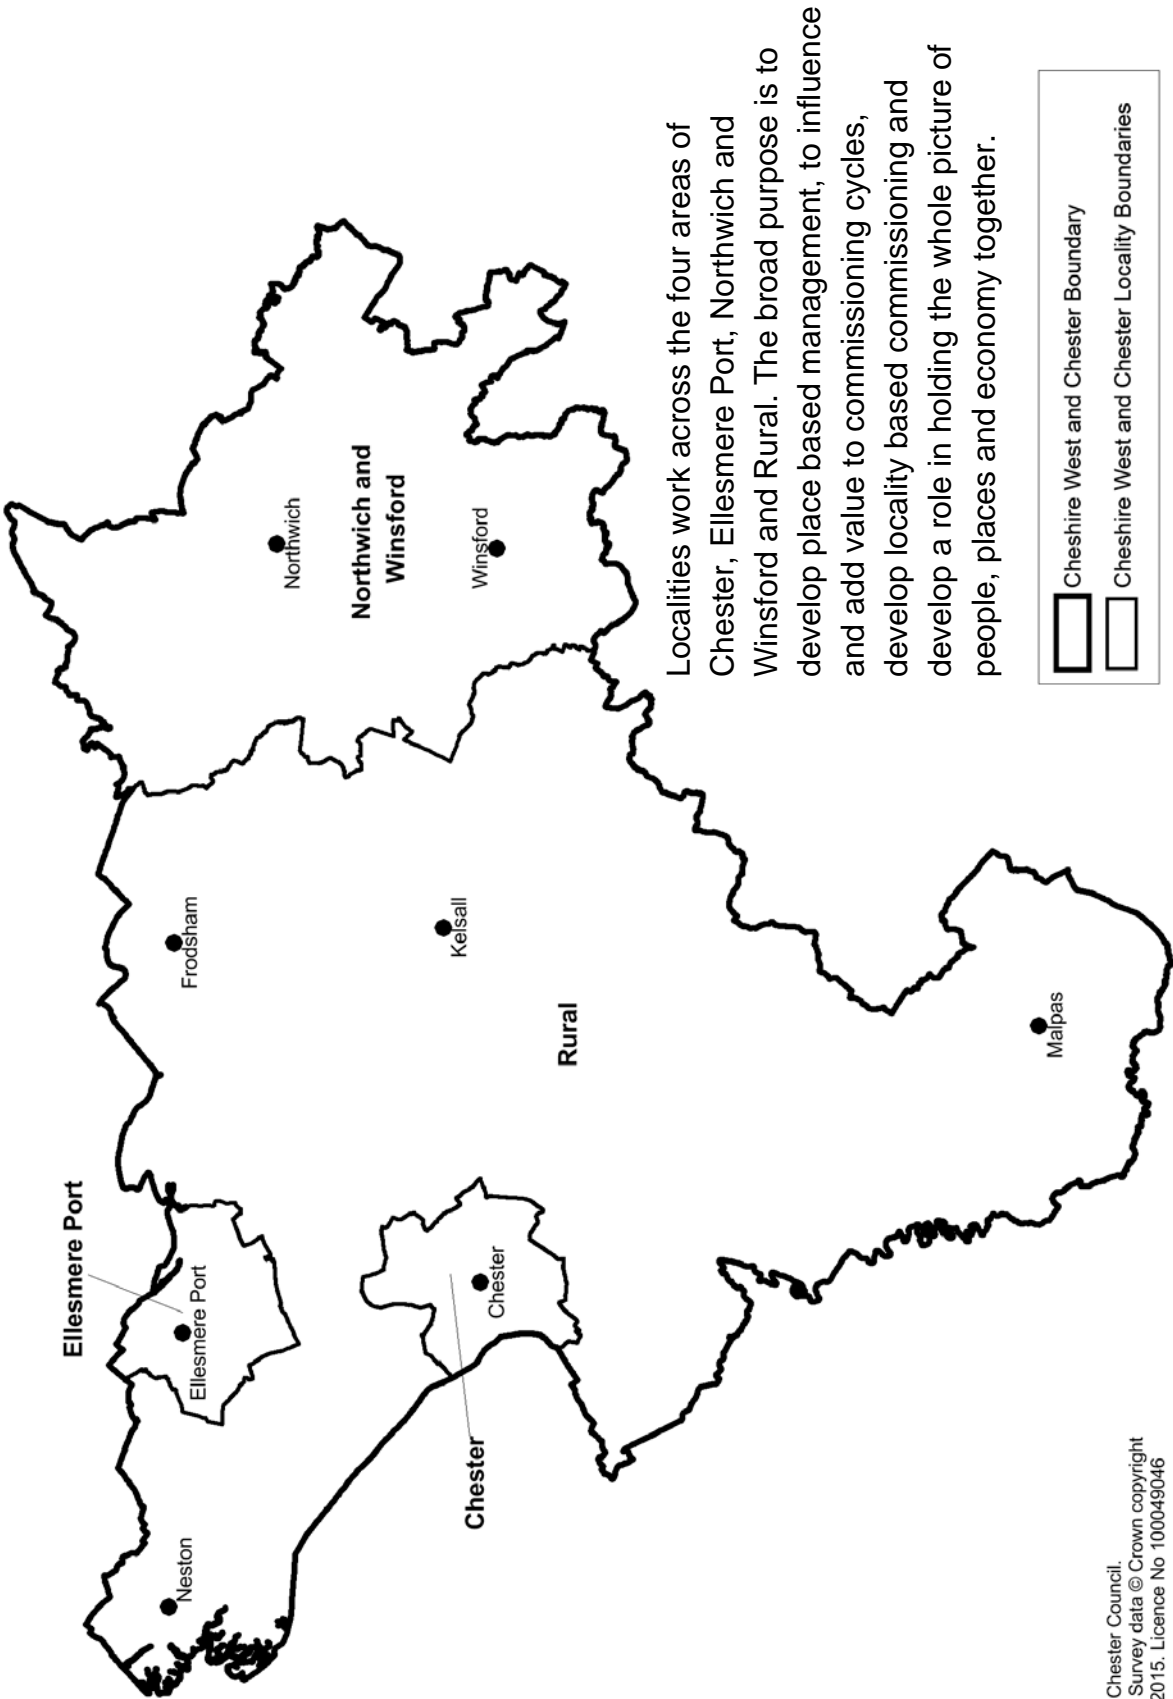 Ellesmere Port
Ellesmere Port
Neston
Frodsham
Northwich
Northwich and
Winsford
Winsford
Kelsall
Chester
Chester
Rural
Malpas
Localities work across the four areas of
Chester, Ellesmere Port, Northwich and
Winsford and Rural. The broad purpose is to
develop place based management, to influence
and add value to commissioning cycles,
develop locality based commissioning and
develop a role in holding the whole picture of
people, places and economy together.
Cheshire West and Chester Boundary
Cheshire West and Chester Locality Boundaries
Chester Council.
Survey data © Crown copyright
2015. Licence No 100049046